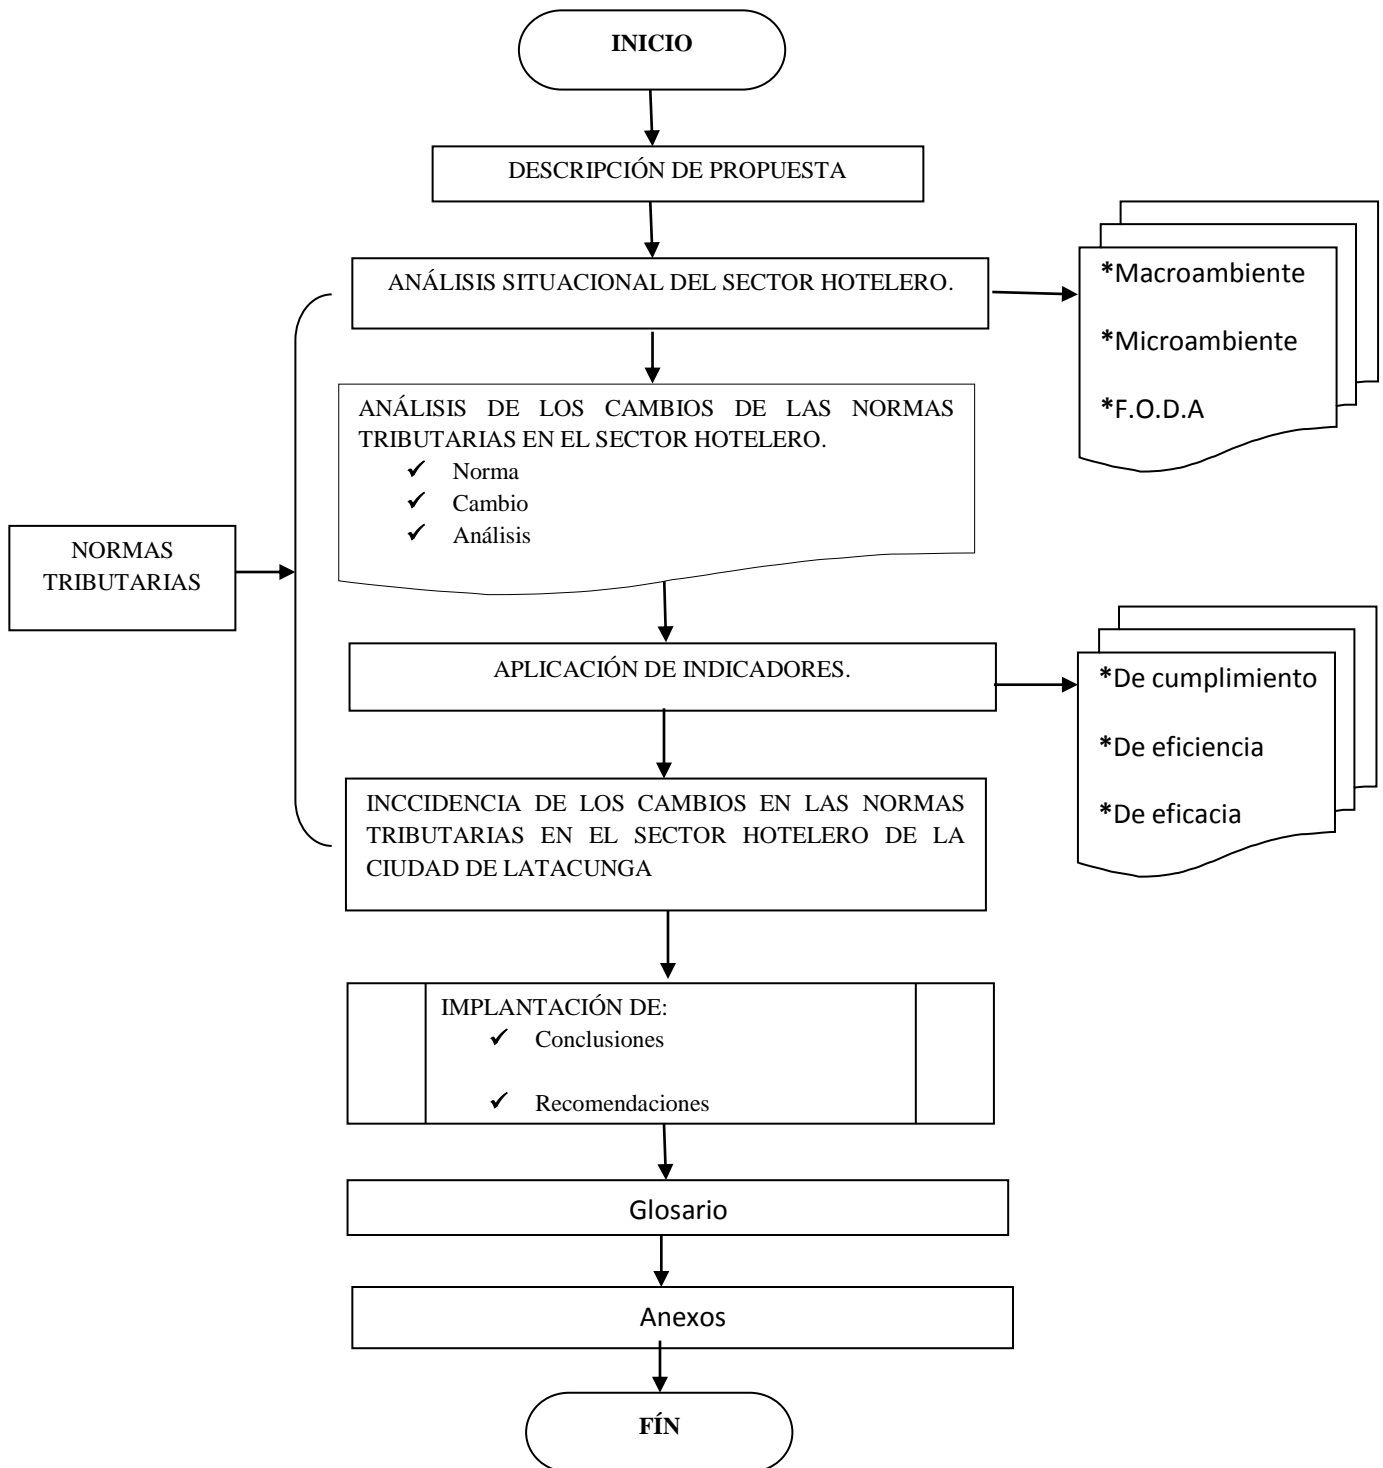 INICIO
DESCRIPCIÓN DE PROPUESTA
ANÁLISIS SITUACIONAL DEL SECTOR HOTELERO.
*Macroambiente
*Microambiente
*F.O.D.A
ANÁLISIS DE LOS CAMBIOS DE LAS NORMAS
TRIBUTARIAS EN EL SECTOR HOTELERO.
✓ Norma
✓ Cambio
✓ Análisis
NORMAS
TRIBUTARIAS
APLICACIÓN DE INDICADORES.
*De cumplimiento
*De eficiencia
*De eficacia
INCCIDENCIA DE LOS CAMBIOS EN LAS NORMAS
TRIBUTARIAS EN EL SECTOR HOTELERO DE LA
CIUDAD DE LATACUNGA
IMPLANTACIÓN DE:
✓ Conclusiones
✓ Recomendaciones
Glosario
Anexos
FÍN